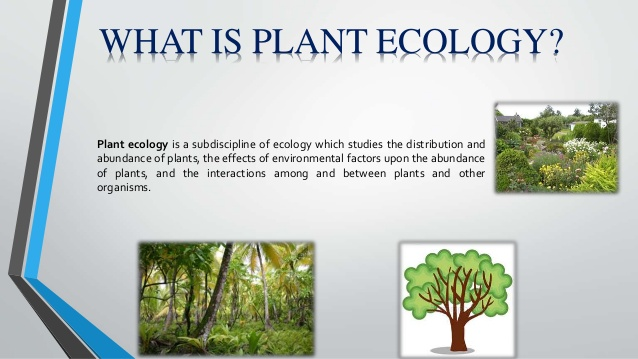 WHAT IS PLANT ECOLOGY?
Plant ecology is a subdiscipline of ecology which studies the distribution and
abundance of plants, the effects of environmental factors upon the abundance
of plants, and the interactions among and between plants and other
organisms.